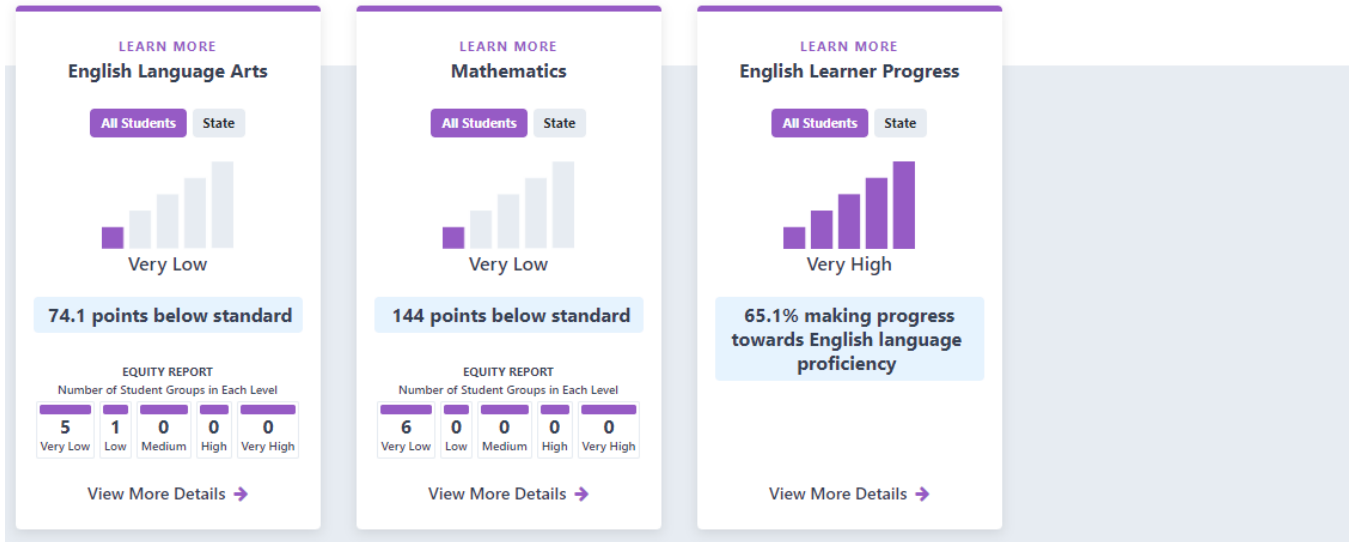 LEARN MORE
English Language Arts
All Students State
Very Low
74.1 points below standard
EQUITY REPORT
Number of Student Groups in Each Level
5 1 0 0 0
Very Low Low Medium High Very High
View More Details
LEARN MORE
Mathematics
All Students State
Very Low
144 points below standard
EQUITY REPORT
Number of Student Groups in Each Level
6 0 0 0 0
Very Low Low Medium High Very High
View More Details
LEARN MORE
English Learner Progress
All Students State
Very High
65.1% making progress
towards English language
proficiency
View More Details